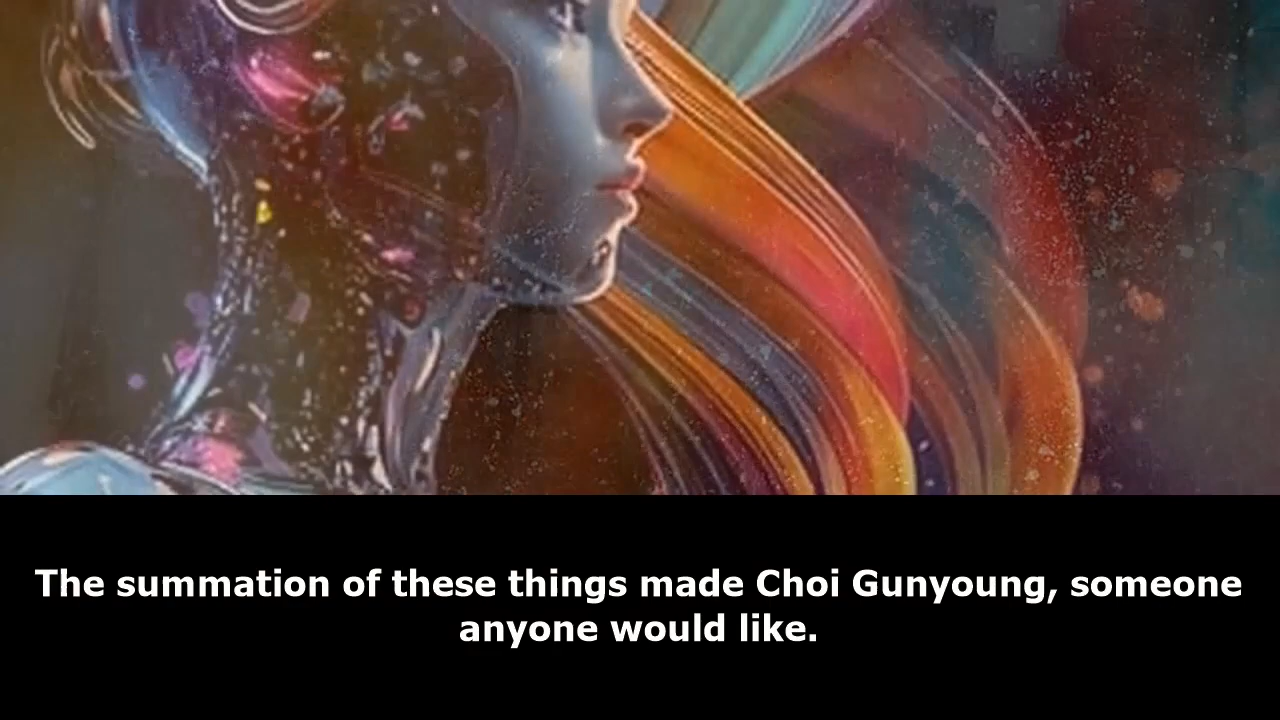 The summation of these things made Choi Gunyoung, someone
anyone would like.